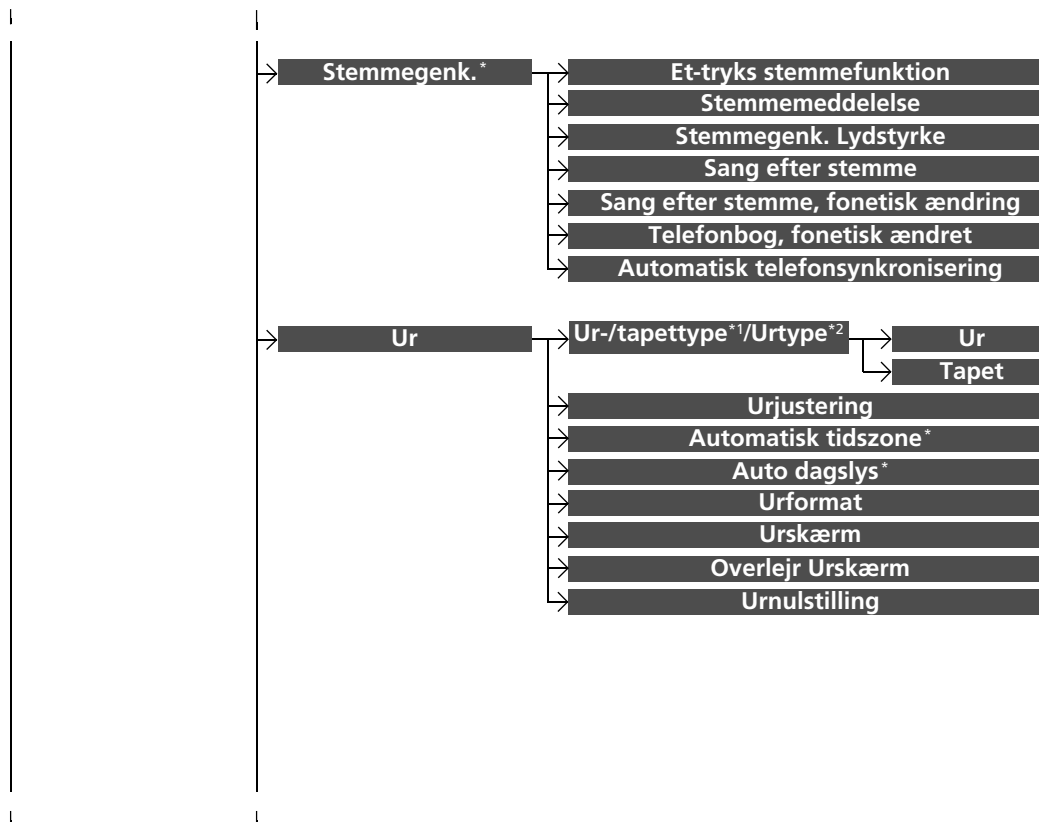 Stemmegenk.*
Et-tryks stemmefunktion
Stemmemeddelelse
Stemmegenk. Lydstyrke
Sang efter stemme
Sang efter stemme, fonetisk ændring
Telefonbog, fonetisk ændret
Automatisk telefonsynkronisering
Ur
Ur-/tapettype*1/Urtype*2
Ur
Tapet
Urjustering
Automatisk tidszone*
Auto dagslys*
Urformat
Urskærm
Overlejr Urskærm
Urnulstilling